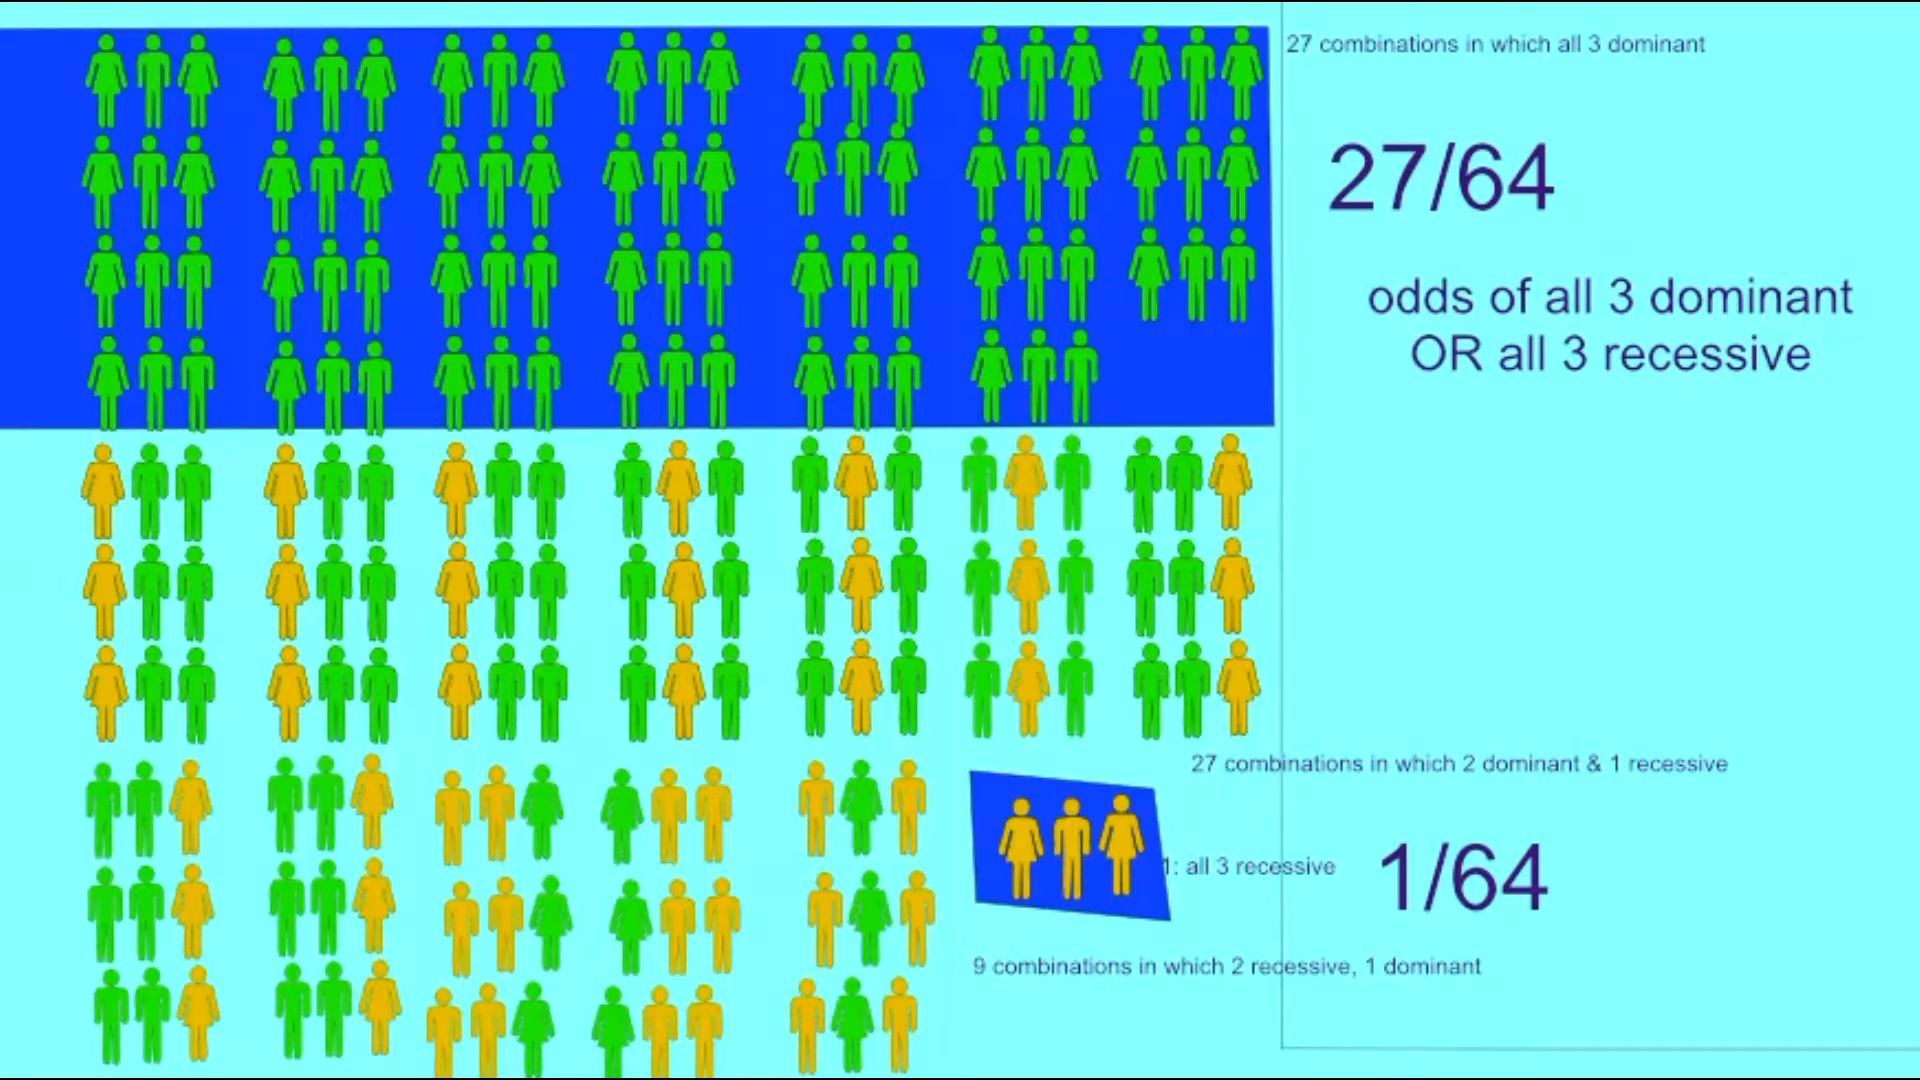 27 combinations in which all 3 dominant
27/64
odds of all 3 dominant
OR all 3 recessive
27 combinations in which 2 dominant & 1 recessive
1: all 3 recessive
1/64
9 combinations in which 2 recessive, 1 dominant